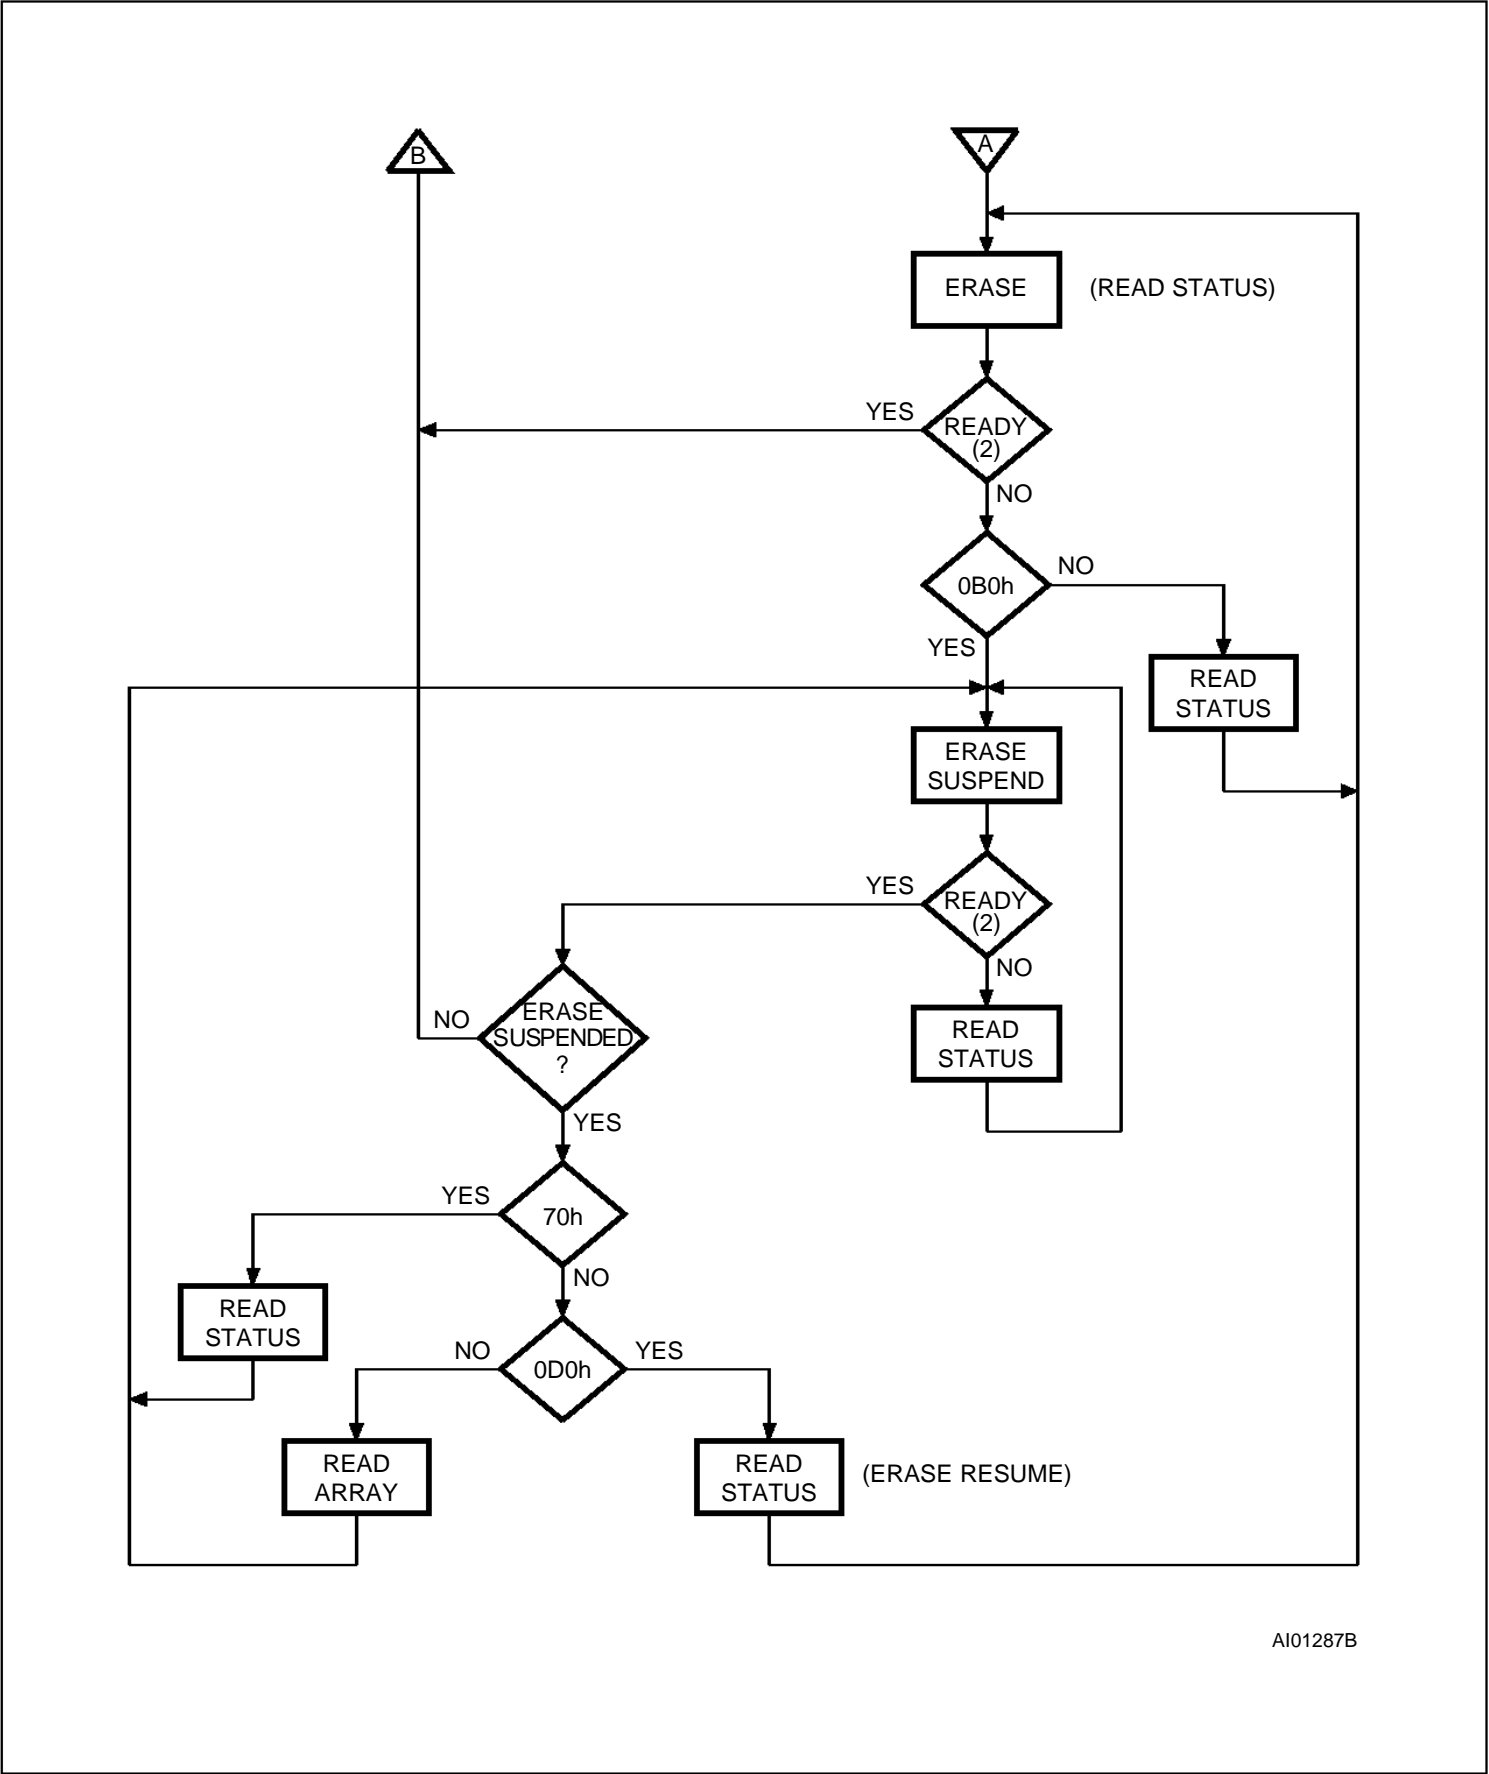 B
A
ERASE
(READ STATUS)
YES
READY
(2)
NO
0B0h
NO
YES
READ
STATUS
ERASE
SUSPEND
YES
READY
(2)
NO
ERASE
SUSPENDED
?
NO
READ
STATUS
YES
YES
70h
NO
READ
STATUS
NO
0D0h
YES
READ
ARRAY
READ
STATUS
(ERASE RESUME)
AI01287B